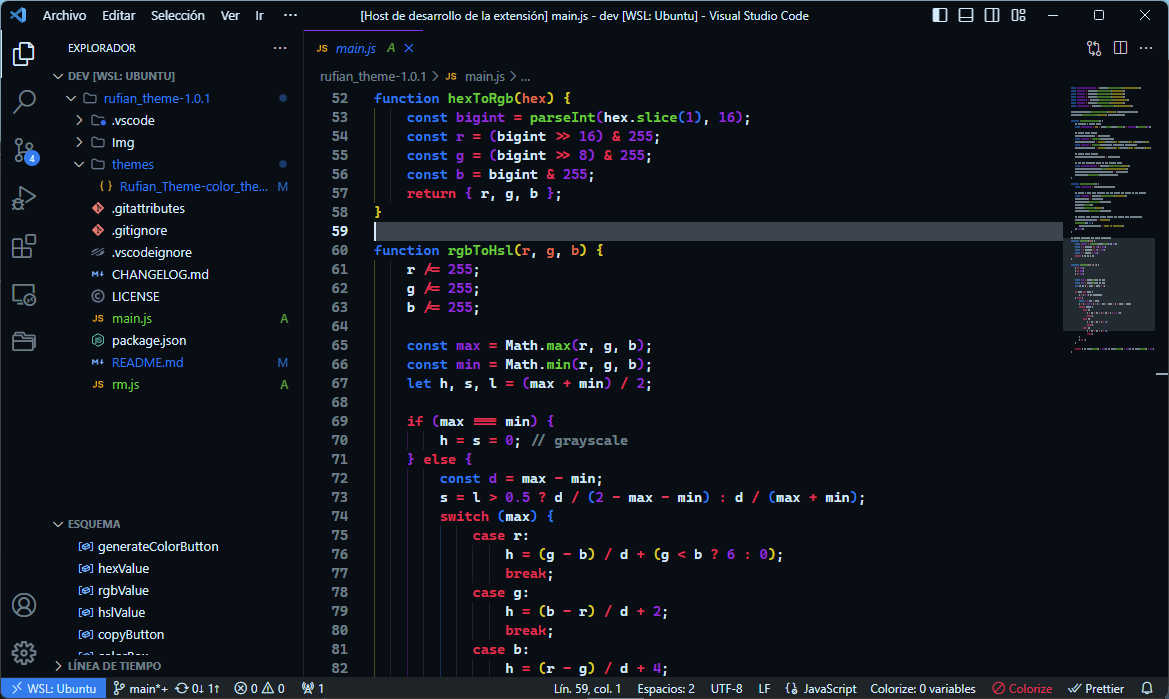 Archivo Editar Selección Ver Ir ··· [Host de desarrollo de la extensión] main.js - dev [WSL: Ubuntu] - Visual Studio Code
EXPLORADOR ···
DEV [WSL: UBUNTU]
rufian_theme-1.0.1
.vscode
Img
themes
{ } Rufian_Theme-color_the... M
.gitattributes
.gitignore
.vscodeignore
M↓ CHANGELOG.md
LICENSE
JS main.js A
package.json
M↓ README.md M
JS rm.js A
ESQUEMA
generateColorButton
hexValue
rgbValue
hslValue
copyButton
LÍNEA DE TIEMPO
4
JS main.js A
rufian_theme-1.0.1 > JS main.js > ...
52 function hexToRgb(hex) {
53 const bigint = parseInt(hex.slice(1), 16);
54 const r = (bigint >> 16) & 255;
55 const g = (bigint >> 8) & 255;
56 const b = bigint & 255;
57 return { r, g, b };
58 }
59
60 function rgbToHsl(r, g, b) {
61 r /= 255;
62 g /= 255;
63 b /= 255;
64
65 const max = Math.max(r, g, b);
66 const min = Math.min(r, g, b);
67 let h, s, l = (max + min) / 2;
68
69 if (max === min) {
70 h = s = 0; // grayscale
71 } else {
72 const d = max - min;
73 s = l > 0.5 ? d / (2 - max - min) : d / (max + min);
74 switch (max) {
75 case r:
76 h = (g - b) / d + (g < b ? 6 : 0);
77 break;
78 case g:
79 h = (b - r) / d + 2;
80 break;
81 case b:
82 h = (r - g) / d + 4;
WSL: Ubuntu main*+ 0↓ 1↑ 0 0 1 Lín. 59, col. 1 Espacios: 2 UTF-8 LF {} JavaScript Colorize: 0 variables Colorize Prettier